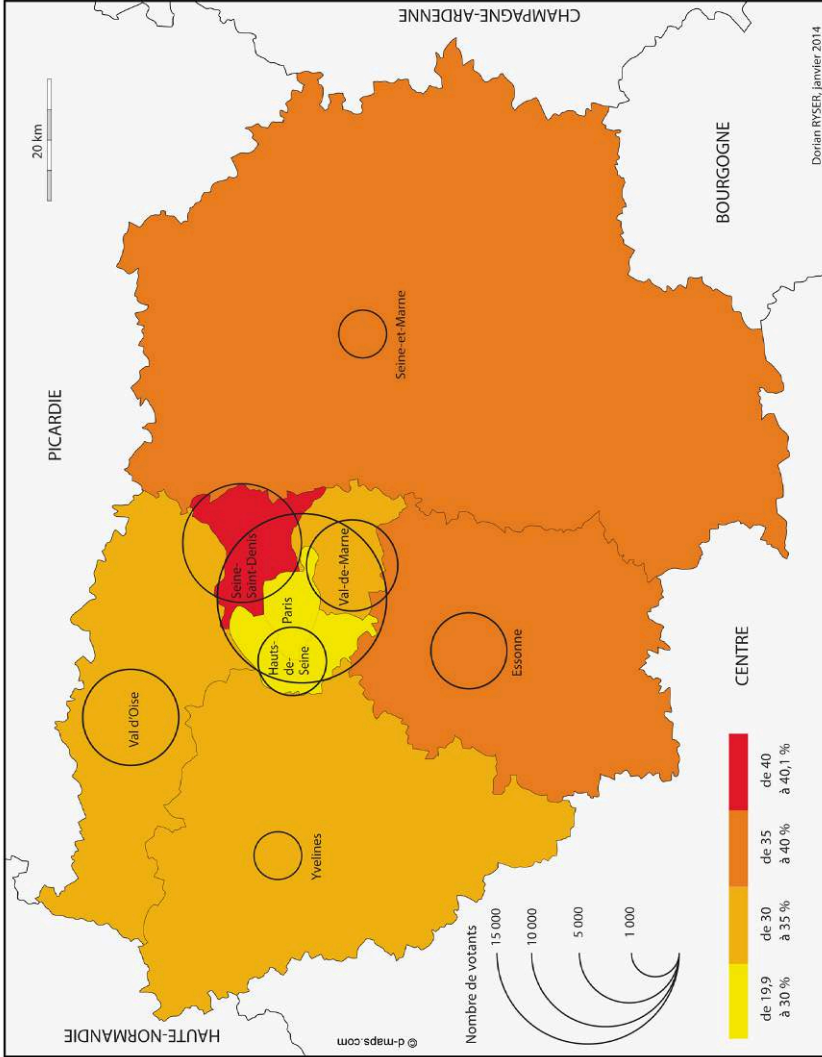 PICARDIE
20 km
CHAMPAGNE-ARDENNE
HAUTE-NORMANDIE
Val d'Oise
Seine-
Saint-Denis
Yvelines
Hauts-
de-
Seine
Paris
Val-de-Marne
Seine-et-Marne
Essonne
© d-maps.com
Nombre de votants
15 000
10 000
5 000
1 000
CENTRE
BOURGOGNE
de 19,9
à 30 %
de 30
à 35 %
de 35
à 40 %
de 40
à 40,1 %
Dorian RYSER, janvier 2014